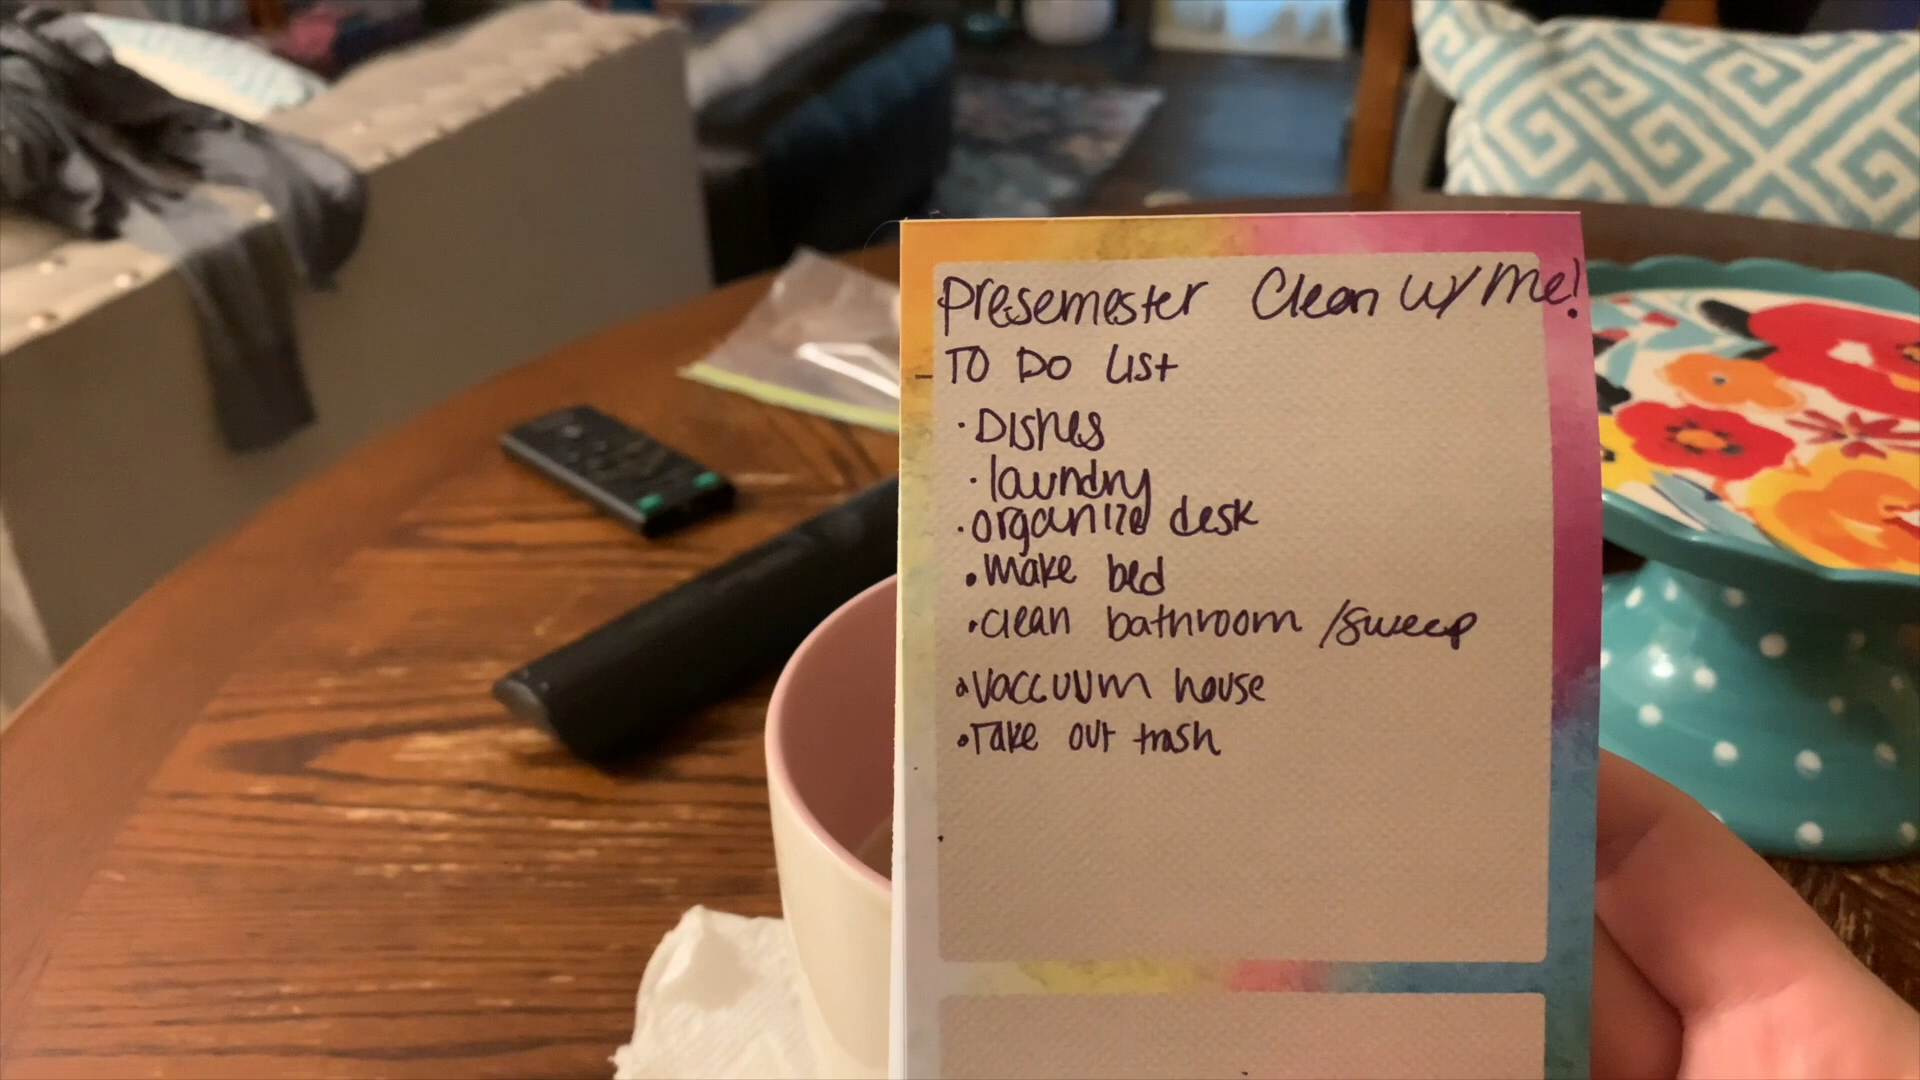 Presemester Clean w/ Me!
- TO DO LIST
• Dishes
• laundry
• organize desk
• make bed
• clean bathroom /sweep
• Vaccuum house
• Take out trash